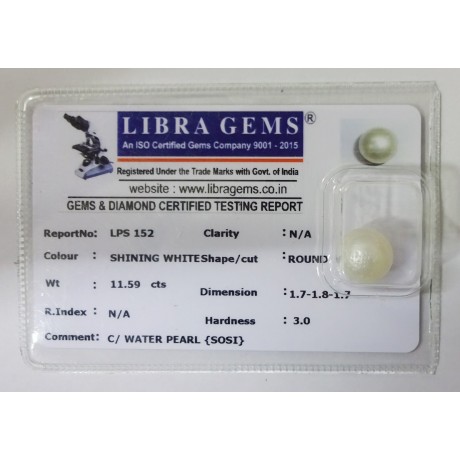 LIBRA GEMS®
An ISO Certified Gems Company 9001 - 2015
Registered Under the Trade Marks with Govt. of India
website : www.libragems.co.in
GEMS & DIAMOND CERTIFIED TESTING REPORT
ReportNo: LPS 152 Clarity : N/A
Colour : SHINING WHITE Shape/cut : ROUND
Wt : 11.59 cts Dimension : 1.7-1.8-1.7
R.Index : N/A Hardness : 3.0
Comment: C/ WATER PEARL {SOSI}